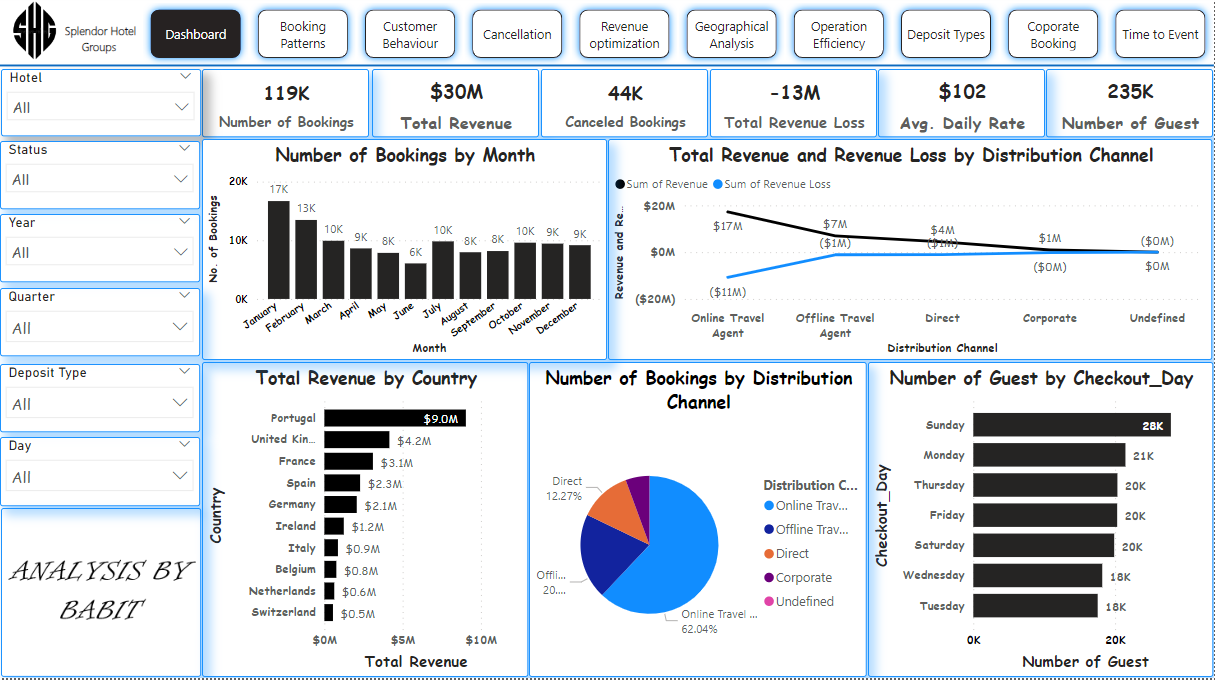 SHG
Splendor Hotel
Groups
Dashboard
Booking
Patterns
Customer
Behaviour
Cancellation
Revenue
optimization
Geographical
Analysis
Operation
Efficiency
Deposit Types
Coporate
Booking
Time to Event
Hotel
All
Status
All
Year
All
Quarter
All
Deposit Type
All
Day
All
ANALYSIS BY
BABIT
119K
Number of Bookings
$30M
Total Revenue
44K
Canceled Bookings
-13M
Total Revenue Loss
$102
Avg. Daily Rate
235K
Number of Guest
Number of Bookings by Month
No. of Bookings
20K
10K
0K
17K
13K
10K
9K
8K
6K
10K
8K
8K
10K
9K
9K
January
February
March
April
May
June
July
August
September
October
November
December
Month
Total Revenue and Revenue Loss by Distribution Channel
Sum of Revenue
Sum of Revenue Loss
Revenue and Re...
$20M
$0M
($20M)
$17M
$7M
$4M
$1M
($0M)
($11M)
($1M)
($1M)
($0M)
$0M
Online Travel
Agent
Offline Travel
Agent
Direct
Corporate
Undefined
Distribution Channel
Total Revenue by Country
Country
Portugal $9.0M
United Kin... $4.2M
France $3.1M
Spain $2.3M
Germany $2.1M
Ireland $1.2M
Italy $0.9M
Belgium $0.8M
Netherlands $0.6M
Switzerland $0.5M
$0M $5M $10M
Total Revenue
Number of Bookings by Distribution
Channel
Direct
12.27%
Offli...
20....
Online Travel ...
62.04%
Distribution C...
Online Trav...
Offline Trav...
Direct
Corporate
Undefined
Number of Guest by Checkout_Day
Checkout_Day
Sunday 28K
Monday 21K
Thursday 20K
Friday 20K
Saturday 20K
Wednesday 18K
Tuesday 18K
0K 20K
Number of Guest